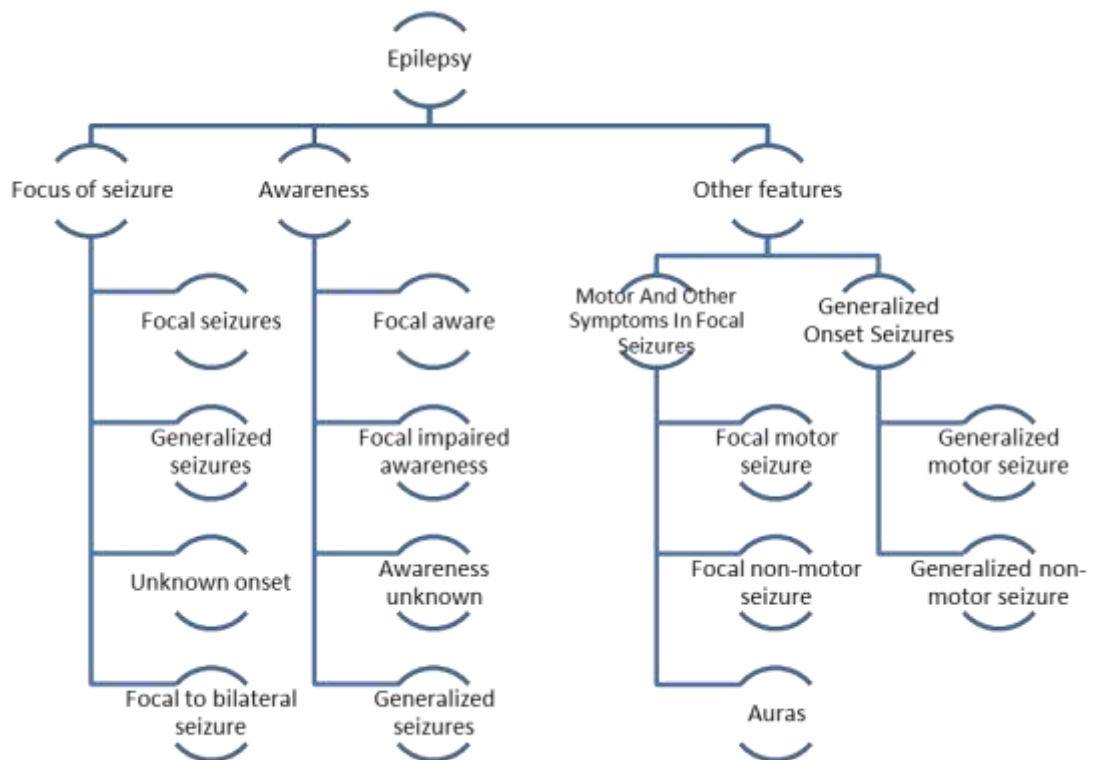 Epilepsy
Focus of seizure
Awareness
Other features
Focal seizures
Generalized
seizures
Unknown onset
Focal to bilateral
seizure
Focal aware
Focal impaired
awareness
Awareness
unknown
Generalized
seizures
Motor And Other
Symptoms In Focal
Seizures
Focal motor
seizure
Focal non-motor
seizure
Auras
Generalized
Onset Seizures
Generalized
motor seizure
Generalized non-
motor seizure